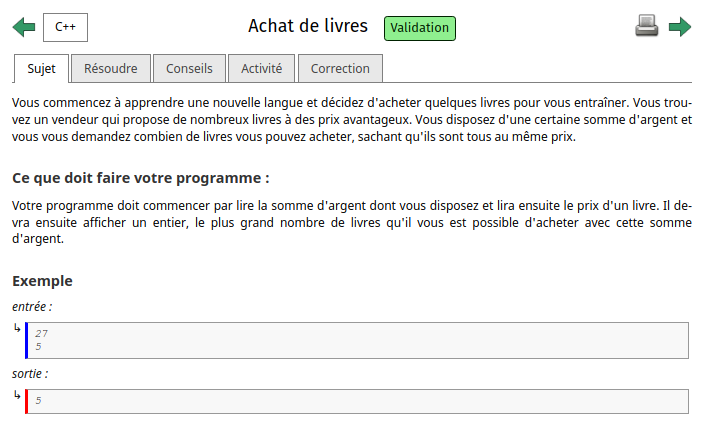 C++
Achat de livres
Validation
Sujet
Résoudre
Conseils
Activité
Correction
Vous commencez à apprendre une nouvelle langue et décidez d'acheter quelques livres pour vous entraîner. Vous trou-
vez un vendeur qui propose de nombreux livres à des prix avantageux. Vous disposez d'une certaine somme d'argent et
vous vous demandez combien de livres vous pouvez acheter, sachant qu'ils sont tous au même prix.
Ce que doit faire votre programme :
Votre programme doit commencer par lire la somme d'argent dont vous disposez et lira ensuite le prix d'un livre. Il de-
vra ensuite afficher un entier, le plus grand nombre de livres qu'il vous est possible d'acheter avec cette somme
d'argent.
Exemple
entrée :
27
5
sortie :
5